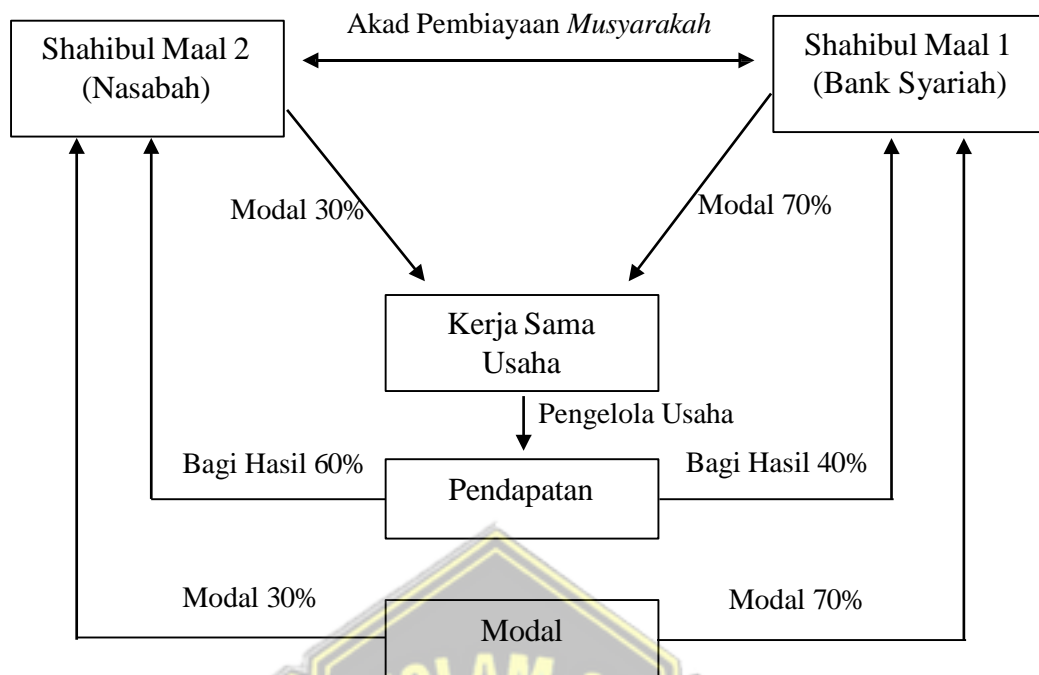 Akad Pembiayaan Musyarakah
Shahibul Maal 2
(Nasabah)
Shahibul Maal 1
(Bank Syariah)
Modal 30%
Modal 70%
Kerja Sama
Usaha
Pengelola Usaha
Bagi Hasil 60%
Bagi Hasil 40%
Pendapatan
Modal 30%
Modal 70%
Modal